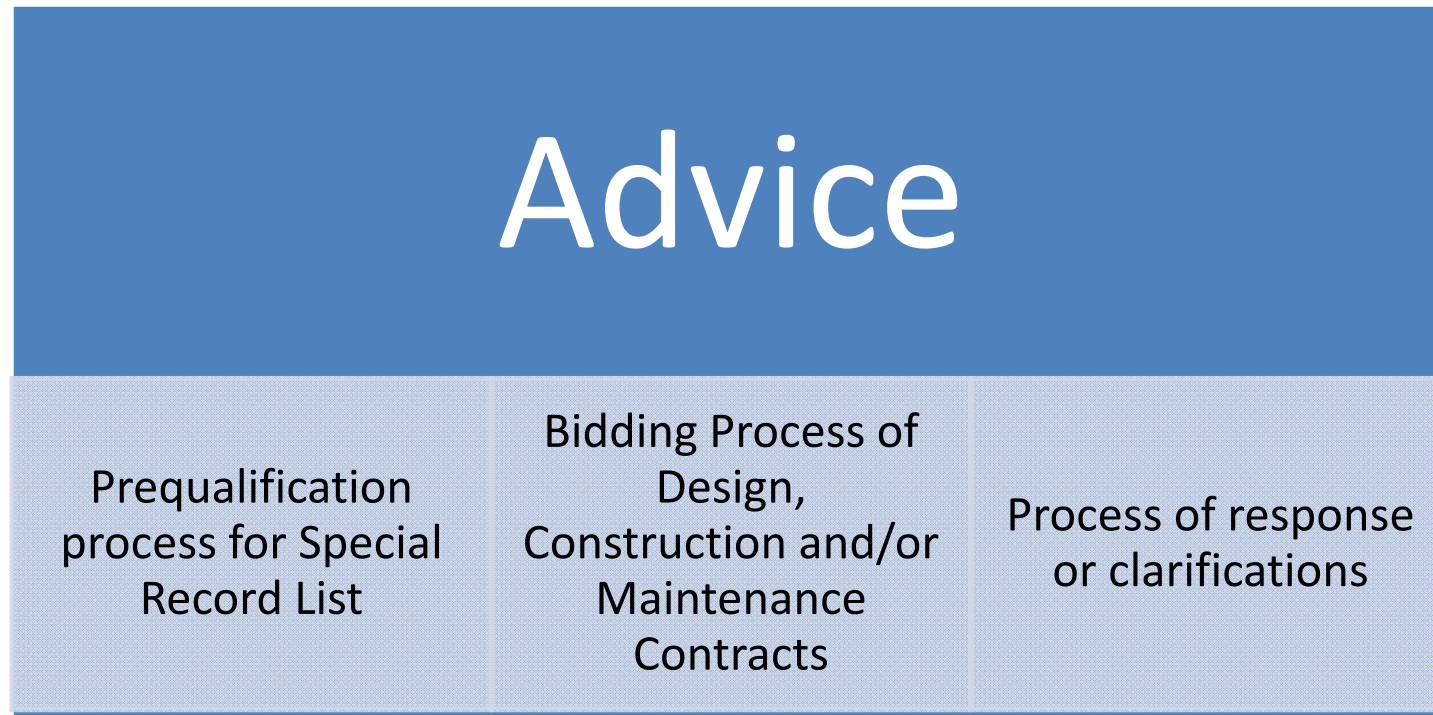 Advice
Prequalification
process for Special
Record List
Bidding Process of
Design,
Construction and/or
Maintenance
Contracts
Process of response
or clarifications